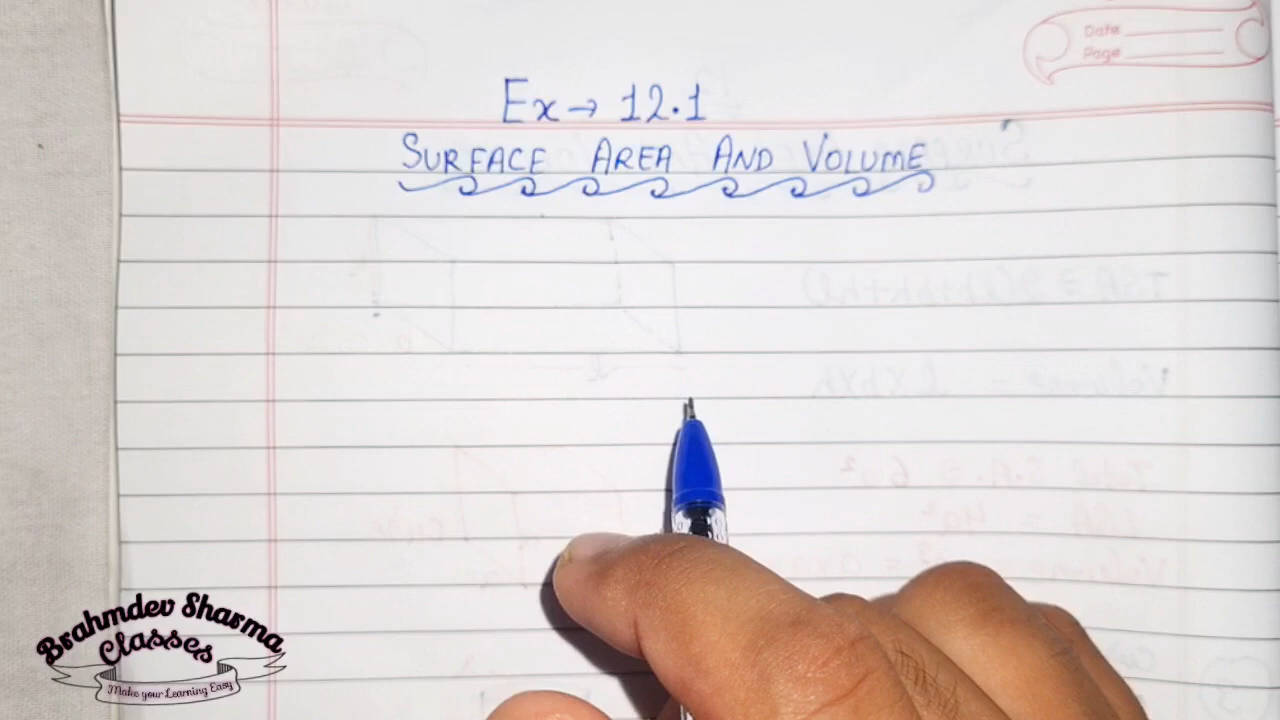 Date
Page
Ex → 12.1
SURFACE AREA AND VOLUME
Brahmdev Sharma
Classes
Make your Learning Easy